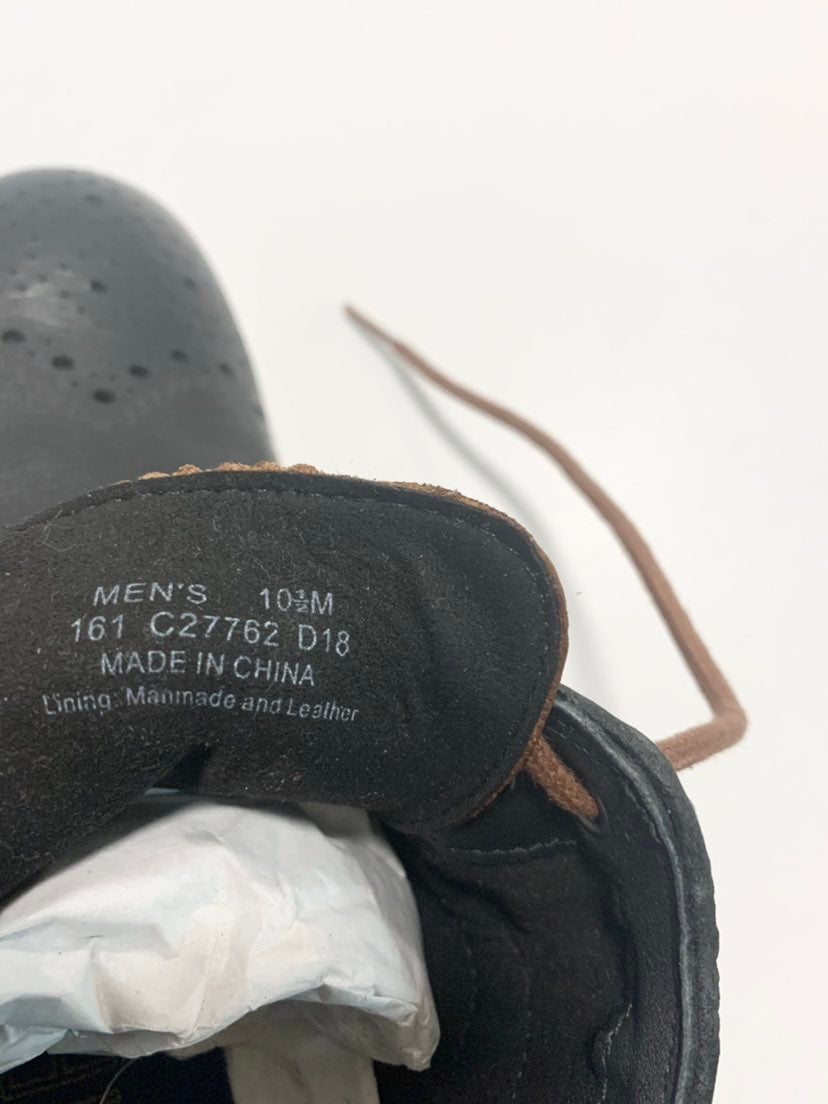 MEN'S 10½M
161 C27762 D18
MADE IN CHINA
Lining: Manmade and Leather